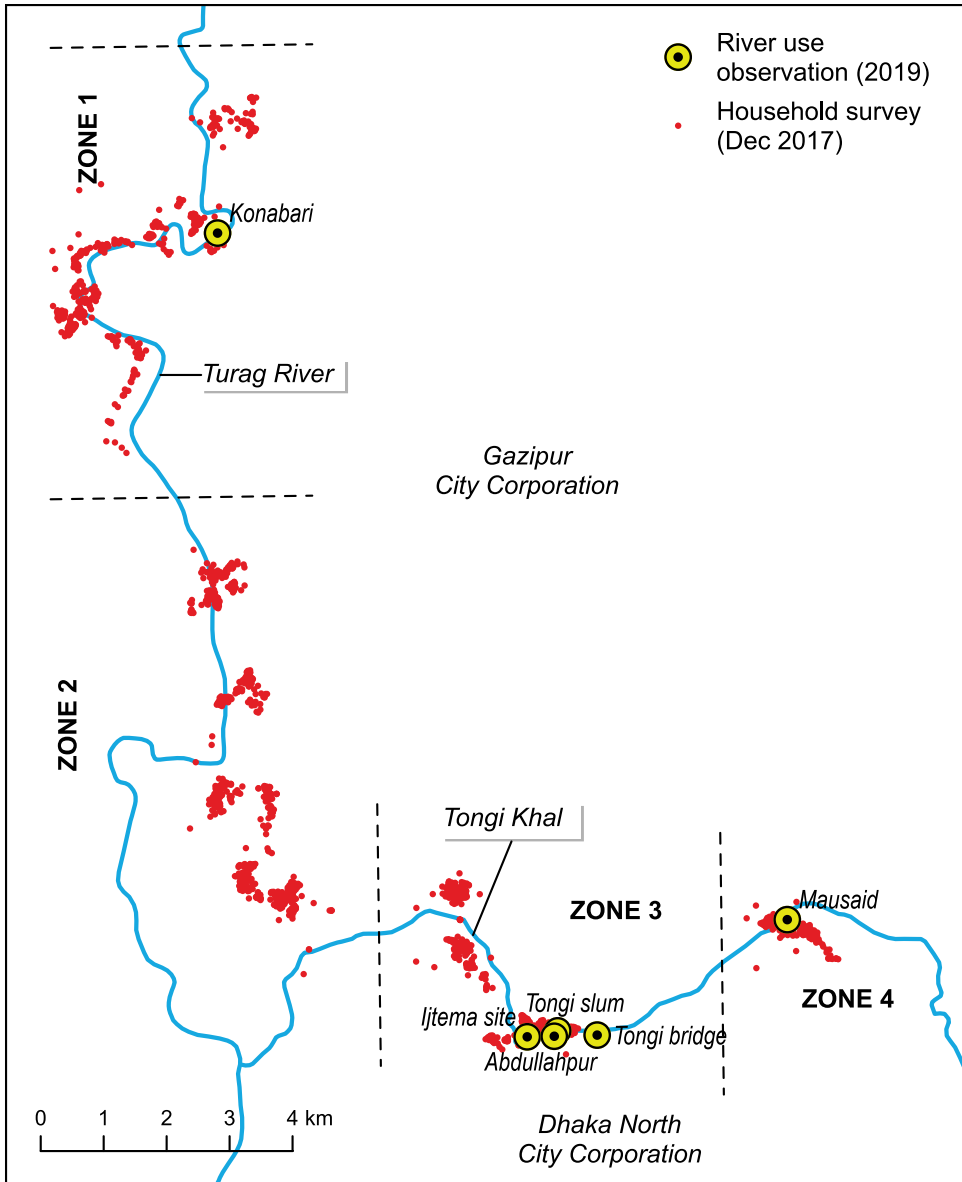 River use
observation (2019)
Household survey
(Dec 2017)
ZONE 1
Konabari
Turag River
Gazipur
City Corporation
ZONE 2
Tongi Khal
ZONE 3
Mausaid
ZONE 4
Tongi slum
Ijtema site
Tongi bridge
Abdullahpur
0 1 2 3 4 km
Dhaka North
City Corporation